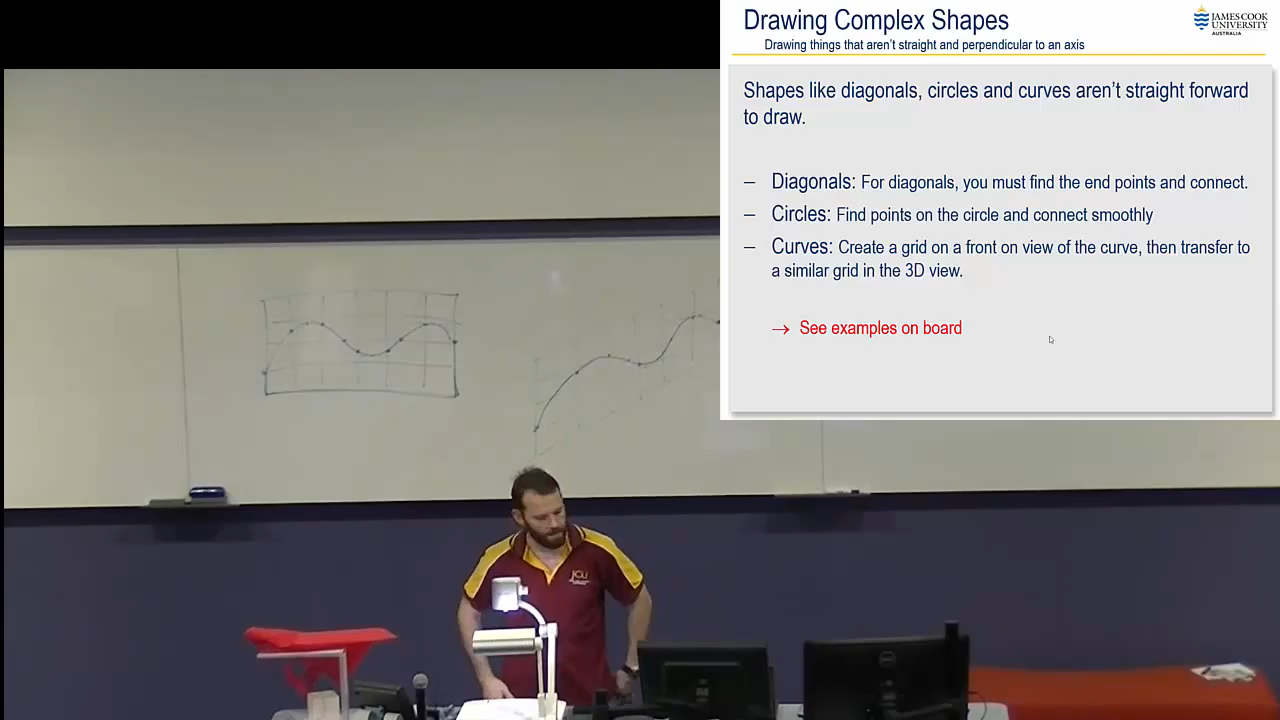 Drawing Complex Shapes
Drawing things that aren't straight and perpendicular to an axis
JAMES COOK
UNIVERSITY
AUSTRALIA
Shapes like diagonals, circles and curves aren't straight forward
to draw.
– Diagonals: For diagonals, you must find the end points and connect.
– Circles: Find points on the circle and connect smoothly
– Curves: Create a grid on a front on view of the curve, then transfer to
a similar grid in the 3D view.
→ See examples on board
JCU